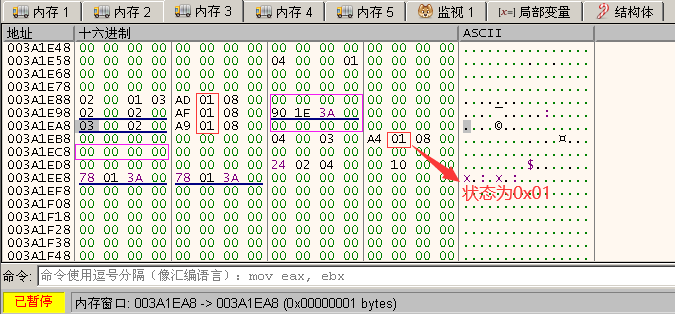 内存 1 内存 2 内存 3 内存 4 内存 5 监视 1 [x=] 局部变量 结构体
地址 十六进制 ASCII
003A1E48 00 00 00 00 00 00 00 00 00 00 00 00 00 00 00 00 ................
003A1E58 00 00 00 00 00 00 00 00 04 00 00 01 00 00 00 00 ................
003A1E68 00 00 00 00 00 00 00 00 00 00 00 00 00 00 00 00 ................
003A1E78 00 00 00 00 00 00 00 00 00 00 00 00 00 00 00 00 ................
003A1E88 02 00 01 03 AD 01 08 00 00 00 00 00 00 00 00 00
003A1E98 02 00 02 00 AF 01 08 00 90 1E 3A 00 00 00 00 00
003A1EA8 03 00 02 00 A9 01 08 00 00 00 00 00 00 00 00 00 ....©...........
003A1EB8 00 00 00 00 00 00 00 00 04 00 03 00 A4 01 08 00 ............¤...
003A1EC8 00 00 00 00 00 00 00 00 00 00 00 00 00 00 00 00 ................
003A1ED8 00 00 00 00 00 00 00 00 24 02 04 00 00 10 00 00 ........$.......
003A1EE8 78 01 3A 00 78 01 3A 00 00 00 00 00 00 00 00 00 x.:.x.:.........
003A1EF8 00 00 00 00 00 00 00 00 00 00 00 00 00 00 00 00
状态为0x01
003A1F08 00 00 00 00 00 00 00 00 00 00 00 00 00 00 00 00 ................
003A1F18 00 00 00 00 00 00 00 00 00 00 00 00 00 00 00 00 ................
003A1F28 00 00 00 00 00 00 00 00 00 00 00 00 00 00 00 00 ................
003A1F38 00 00 00 00 00 00 00 00 00 00 00 00 00 00 00 00 ................
003A1F48 00 00 00 00 00 00 00 00 00 00 00 00 00 00 00 00 ................
命令: 命令使用逗号分隔（像汇编语言）: mov eax, ebx
已暂停 内存窗口: 003A1EA8 -> 003A1EA8 (0x00000001 bytes)